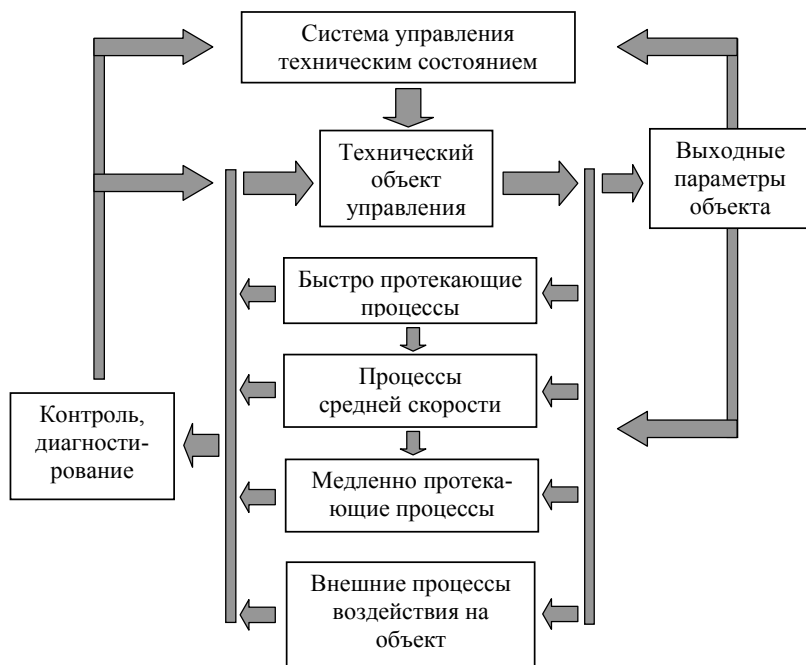 Система управления
техническим состоянием
Технический
объект
управления
Выходные
параметры
объекта
Быстро протекающие
процессы
Процессы
средней скорости
Контроль,
диагности-
рование
Медленно протека-
ющие процессы
Внешние процессы
воздействия на
объект